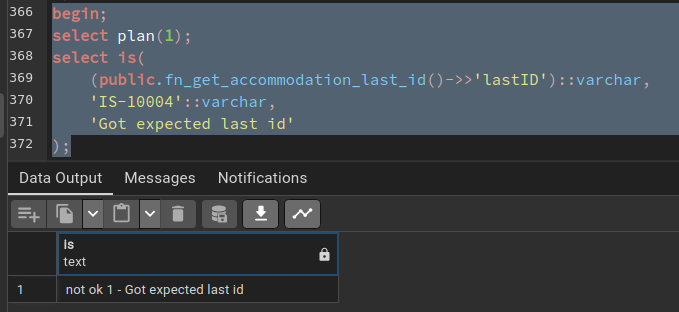 366 begin;
367 select plan(1);
368 select is(
369     (public.fn_get_accommodation_last_id()->>'lastID')::varchar,
370     'IS-10004'::varchar,
371     'Got expected last id'
372 );
Data Output Messages Notifications
is
text
1 not ok 1 - Got expected last id